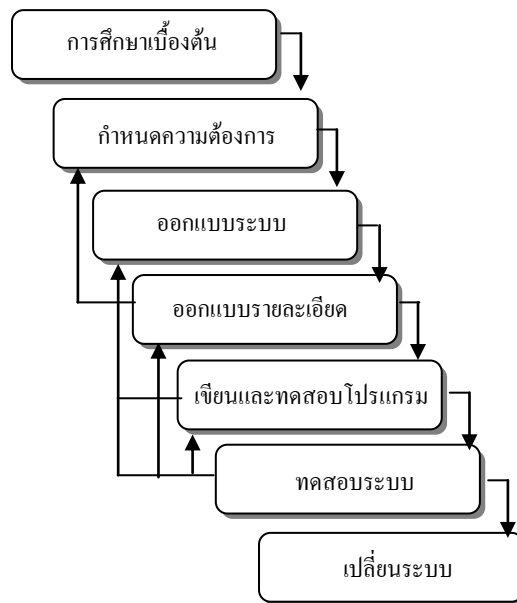 การศึกษาเบื้องต้น
กำหนดความต้องการ
ออกแบบระบบ
ออกแบบรายละเอียด
เขียนและทดสอบโปรแกรม
ทดสอบระบบ
เปลี่ยนระบบ